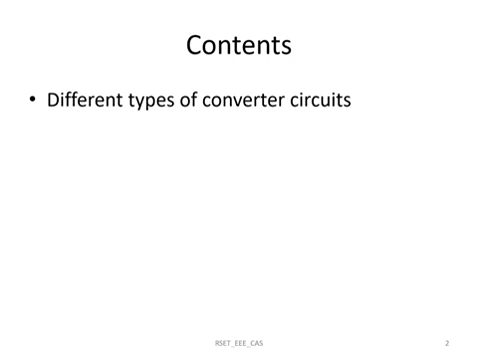 Contents
• Different types of converter circuits
RSET_EEE_CAS
2